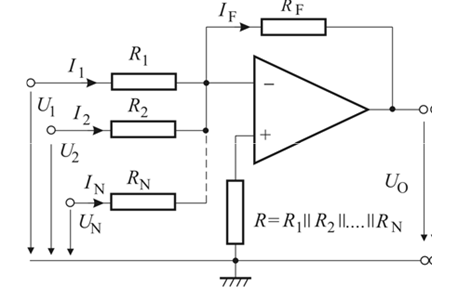 I_F R_F
I_1 R_1
−
U_1 I_2 R_2
+
U_2
I_N R_N
U_O
U_N
R=R_1||R_2||....||R_N